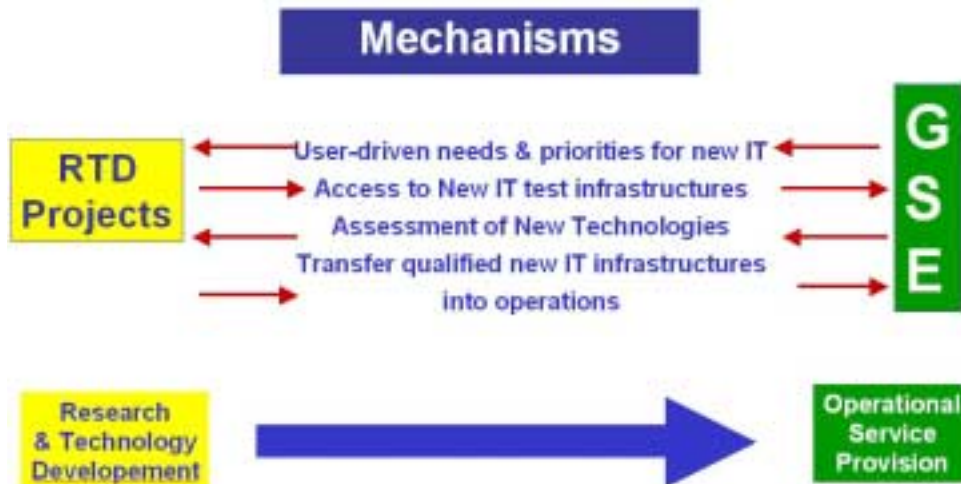 Mechanisms
RTD
Projects
User-driven needs & priorities for new IT
Access to New IT test infrastructures
Assessment of New Technologies
Transfer qualified new IT infrastructures
into operations
G
S
E
Research
& Technology
Developement
Operational
Service
Provision